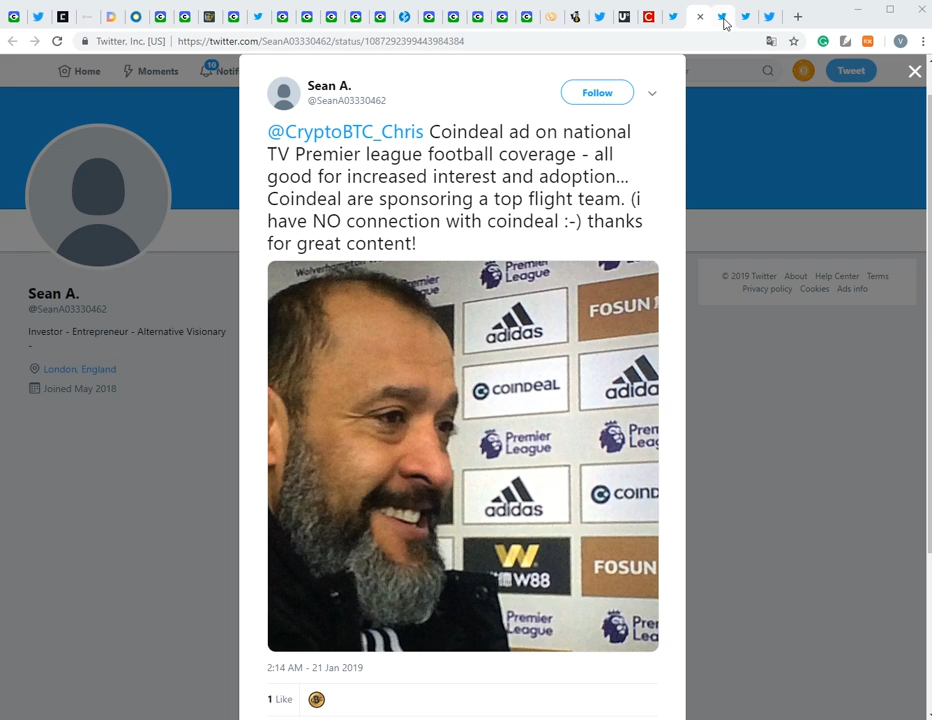 Twitter, Inc. [US]
https://twitter.com/SeanA03330462/status/1087292399443984384
V
Home
Moments
10
Notif
Tweet
Sean A.
@SeanA03330462
Follow
@CryptoBTC_Chris Coindeal ad on national
TV Premier league football coverage - all
good for increased interest and adoption...
Coindeal are sponsoring a top flight team. (i
have NO connection with coindeal :-) thanks
for great content!
Wolverhampton
Premier
League
adidas
FOSUN
COINDEAL
adidas
Premier
League
adidas
COIND
W
W88
FOSUN
Premier
League
2:14 AM - 21 Jan 2019
1 Like
Sean A.
@SeanA03330462
Investor - Entrepreneur - Alternative Visionary
-
London, England
Joined May 2018
© 2019 Twitter About Help Center Terms
Privacy policy Cookies Ads info